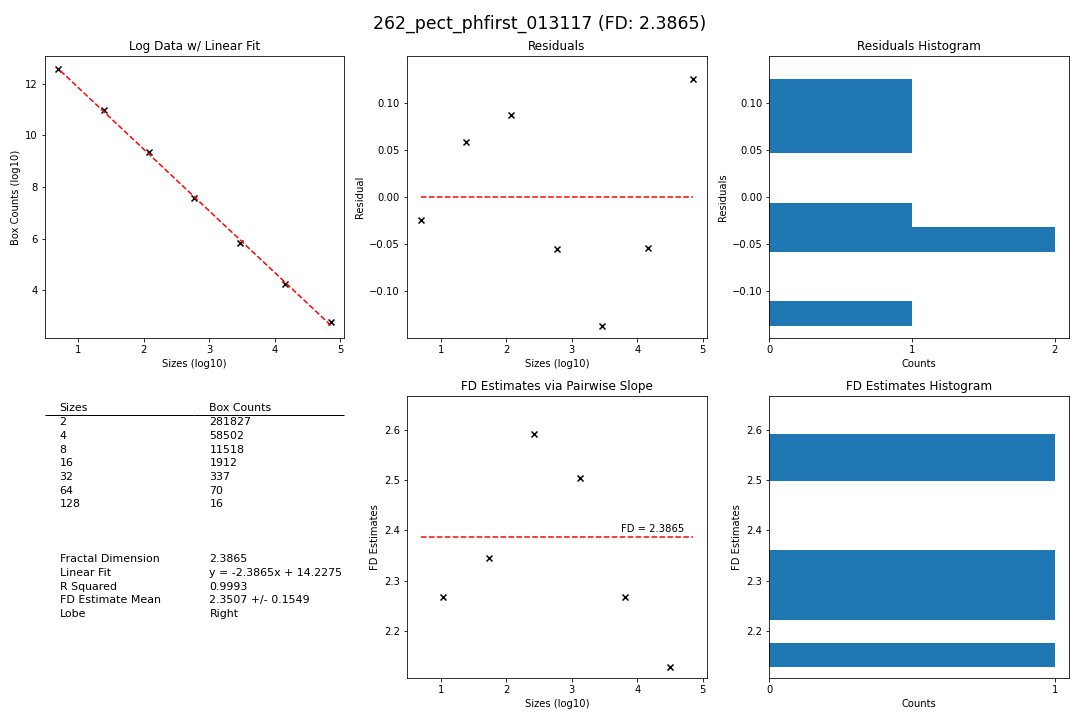 262_pect_phfirst_013117 (FD: 2.3865)
Log Data w/ Linear Fit
12
10
8
6
4
Box Counts (log10)
1 2 3 4 5
Sizes (log10)
Residuals
0.10
0.05
0.00
−0.05
−0.10
Residual
1 2 3 4 5
Sizes (log10)
Residuals Histogram
0.10
0.05
0.00
−0.05
−0.10
Residuals
0 1 2
Counts
Sizes Box Counts
2 281827
4 58502
8 11518
16 1912
32 337
64 70
128 16
Fractal Dimension 2.3865
Linear Fit y = -2.3865x + 14.2275
R Squared 0.9993
FD Estimate Mean 2.3507 +/- 0.1549
Lobe Right
FD Estimates via Pairwise Slope
2.6
2.5
2.4
2.3
2.2
FD Estimates
FD = 2.3865
1 2 3 4 5
Sizes (log10)
FD Estimates Histogram
2.6
2.5
2.4
2.3
2.2
FD Estimates
0 1
Counts